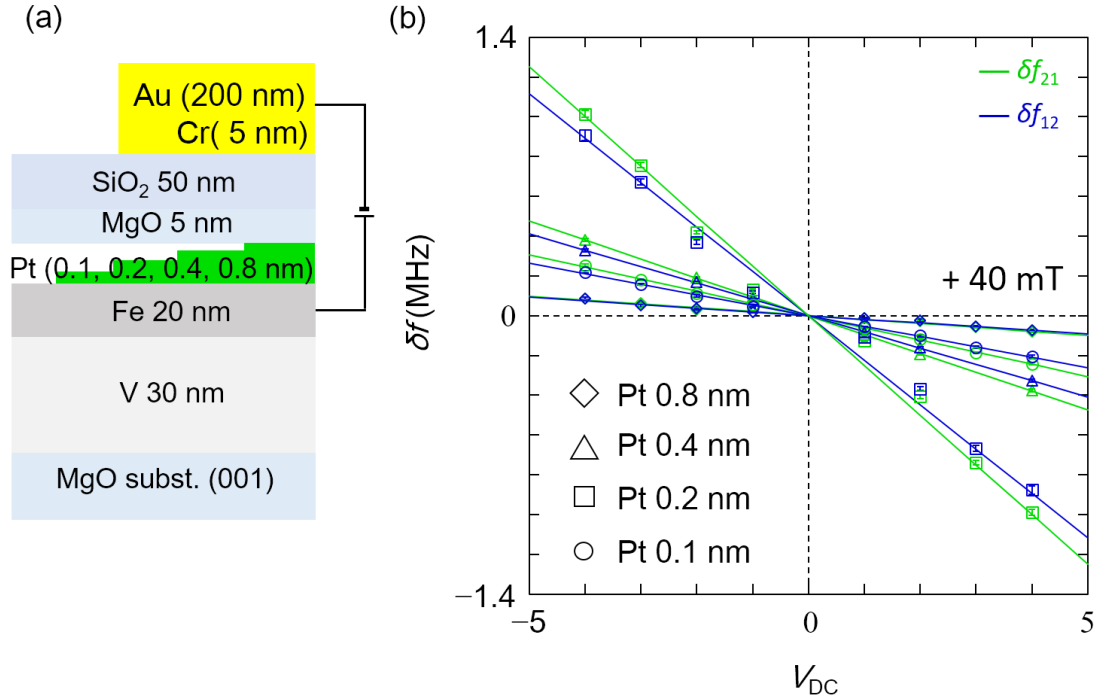 (a)
Au (200 nm)
Cr( 5 nm)
SiO₂ 50 nm
MgO 5 nm
Pt (0.1, 0.2, 0.4, 0.8 nm)
Fe 20 nm
V 30 nm
MgO subst. (001)
(b)
1.4
0
−1.4
δf (MHz)
δf₂₁
δf₁₂
+ 40 mT
Pt 0.8 nm
Pt 0.4 nm
Pt 0.2 nm
Pt 0.1 nm
−5
0
5
V_DC